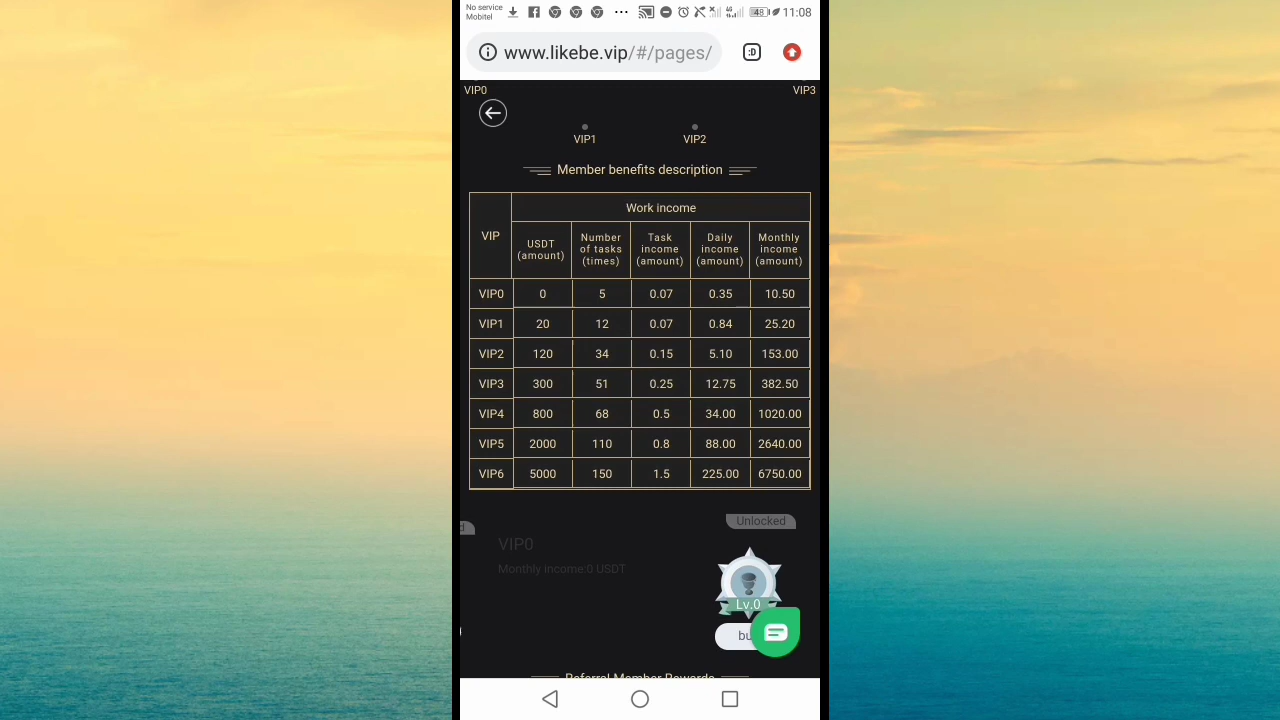 No service
Mobitel
48 11:08
www.likebe.vip/#/pages/ :D
VIP0 VIP3
VIP1 VIP2
Member benefits description
VIP Work income
USDT (amount) Number of tasks (times) Task income (amount) Daily income (amount) Monthly income (amount)
VIP0 0 5 0.07 0.35 10.50
VIP1 20 12 0.07 0.84 25.20
VIP2 120 34 0.15 5.10 153.00
VIP3 300 51 0.25 12.75 382.50
VIP4 800 68 0.5 34.00 1020.00
VIP5 2000 110 0.8 88.00 2640.00
VIP6 5000 150 1.5 225.00 6750.00
Unlocked
VIP0
Monthly income:0 USDT
Lv.0
bu
Referral Member Rewards